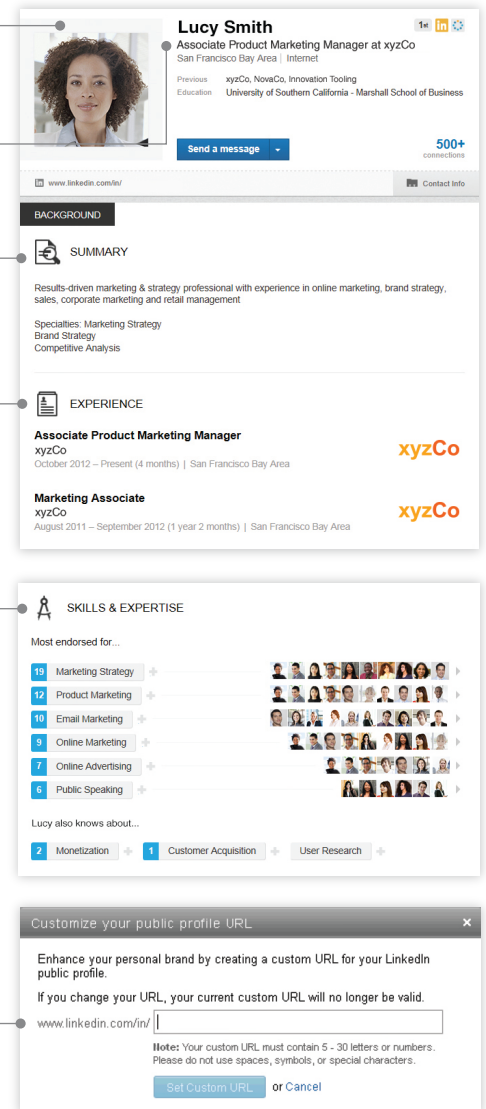 Lucy Smith
1st in
Associate Product Marketing Manager at xyzCo
San Francisco Bay Area | Internet
Previous xyzCo, NovaCo, Innovation Tooling
Education University of Southern California - Marshall School of Business
Send a message
500+
connections
in www.linkedin.com/in/
Contact Info
BACKGROUND
SUMMARY
Results-driven marketing & strategy professional with experience in online marketing, brand strategy,
sales, corporate marketing and retail management
Specialties: Marketing Strategy
Brand Strategy
Competitive Analysis
EXPERIENCE
Associate Product Marketing Manager
xyzCo
xyzCo
October 2012 – Present (4 months) | San Francisco Bay Area
Marketing Associate
xyzCo
xyzCo
August 2011 – September 2012 (1 year 2 months) | San Francisco Bay Area
SKILLS & EXPERTISE
Most endorsed for...
19 Marketing Strategy
12 Product Marketing
10 Email Marketing
9 Online Marketing
7 Online Advertising
6 Public Speaking
Lucy also knows about...
2 Monetization 1 Customer Acquisition User Research
Customize your public profile URL
Enhance your personal brand by creating a custom URL for your LinkedIn
public profile.
If you change your URL, your current custom URL will no longer be valid.
www.linkedin.com/in/
Note: Your custom URL must contain 5 - 30 letters or numbers.
Please do not use spaces, symbols, or special characters.
Set Custom URL or Cancel